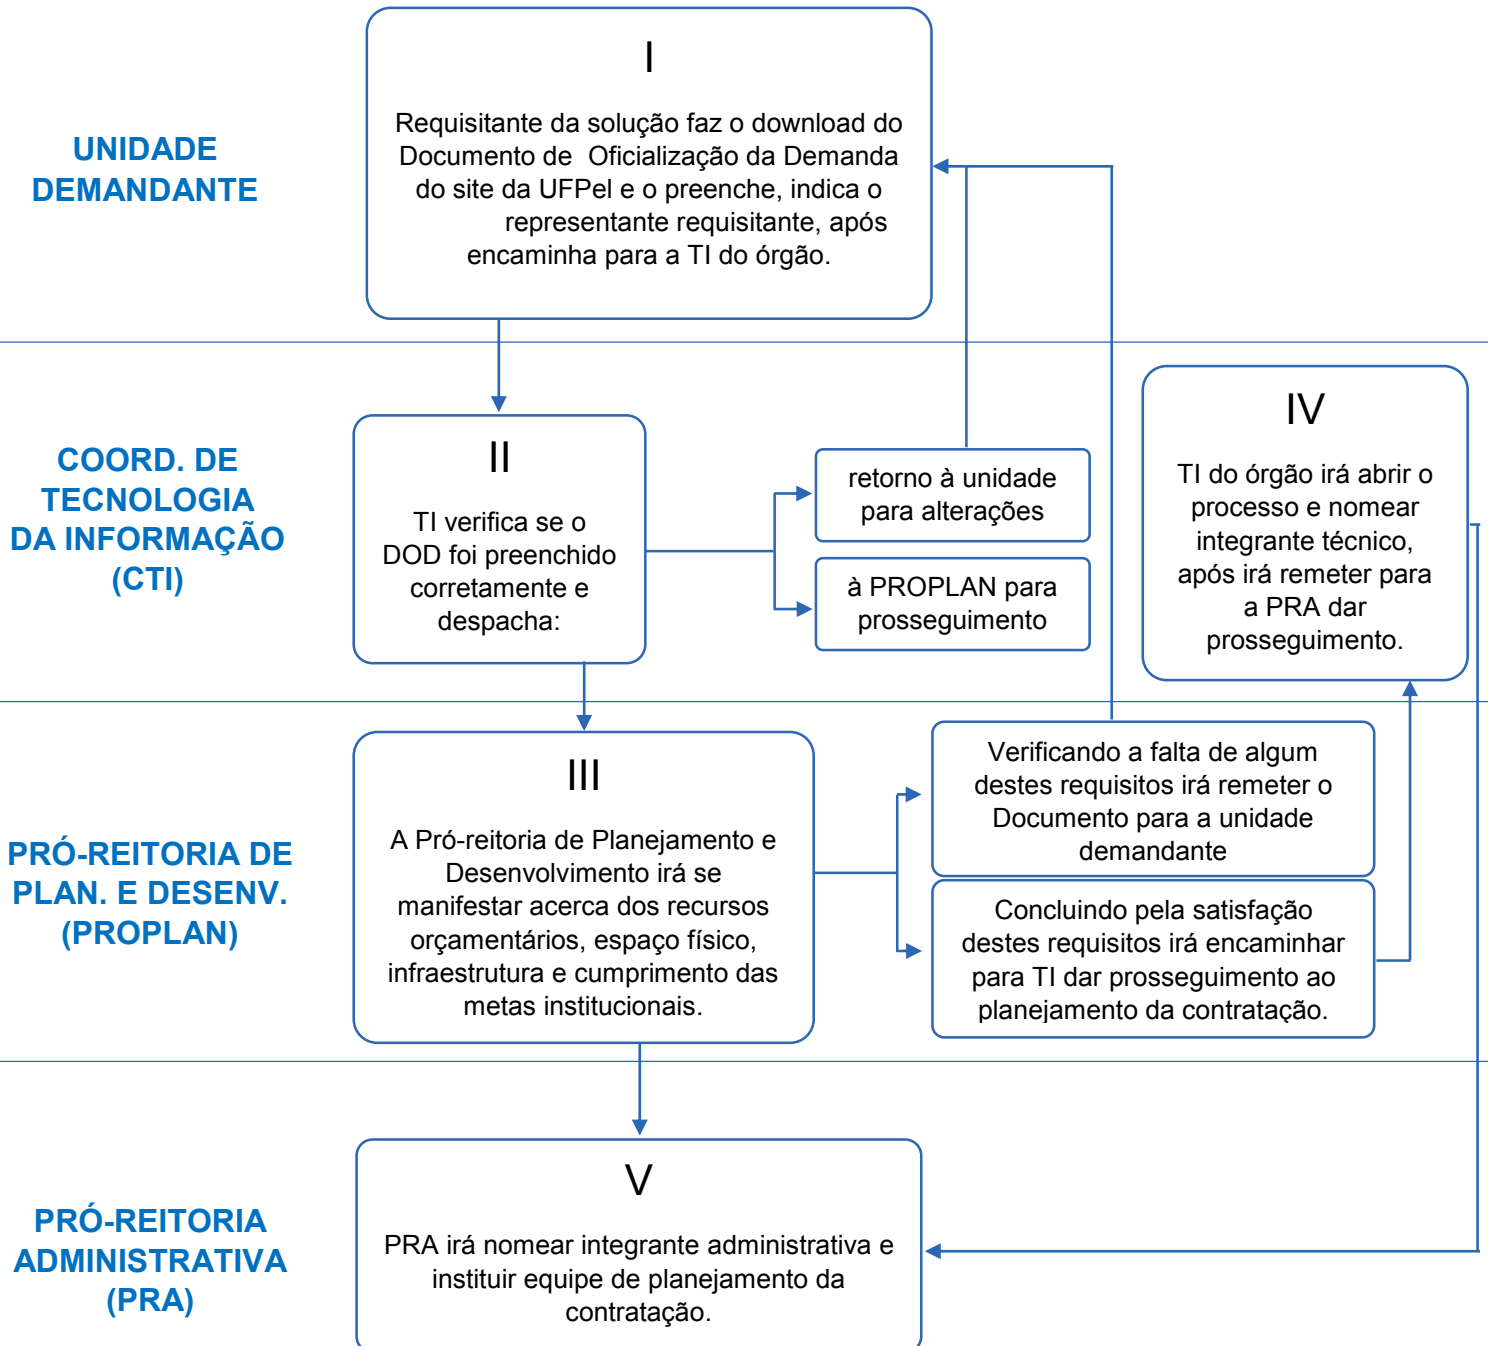 UNIDADE
DEMANDANTE
I
Requisitante da solução faz o download do
Documento de Oficialização da Demanda
do site da UFPel e o preenche, indica o
representante requisitante, após
encaminha para a TI do órgão.
COORD. DE
TECNOLOGIA
DA INFORMAÇÃO
(CTI)
II
TI verifica se o
DOD foi preenchido
corretamente e
despacha:
retorno à unidade
para alterações
à PROPLAN para
prosseguimento
IV
TI do órgão irá abrir o
processo e nomear
integrante técnico,
após irá remeter para
a PRA dar
prosseguimento.
PRÓ-REITORIA DE
PLAN. E DESENV.
(PROPLAN)
III
A Pró-reitoria de Planejamento e
Desenvolvimento irá se
manifestar acerca dos recursos
orçamentários, espaço físico,
infraestrutura e cumprimento das
metas institucionais.
Verificando a falta de algum
destes requisitos irá remeter o
Documento para a unidade
demandante
Concluindo pela satisfação
destes requisitos irá encaminhar
para TI dar prosseguimento ao
planejamento da contratação.
PRÓ-REITORIA
ADMINISTRATIVA
(PRA)
V
PRA irá nomear integrante administrativa e
instituir equipe de planejamento da
contratação.